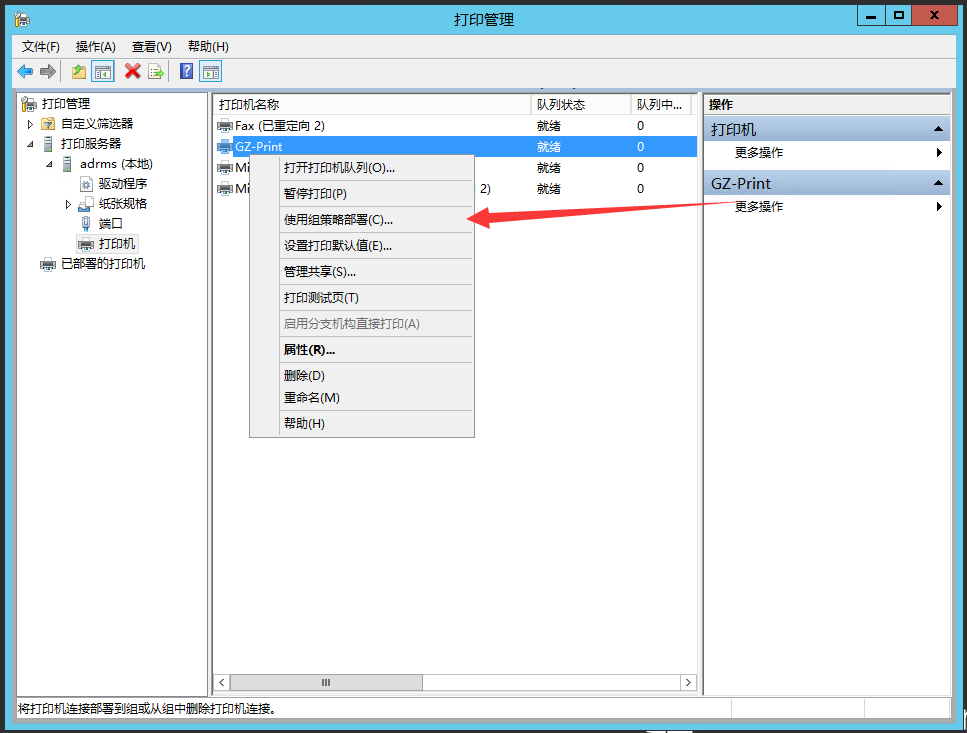 打印管理
文件(F) 操作(A) 查看(V) 帮助(H)
打印管理
自定义筛选器
打印服务器
adrms (本地)
驱动程序
纸张规格
端口
打印机
已部署的打印机
打印机名称 队列状态 队列中...
Fax (已重定向 2) 就绪 0
GZ-Print 就绪 0
Mi 就绪 0
Mi 2) 就绪 0
打开打印机队列(O)...
暂停打印(P)
使用组策略部署(C)...
设置打印默认值(E)...
管理共享(S)...
打印测试页(T)
启用分支机构直接打印(A)
属性(R)...
删除(D)
重命名(M)
帮助(H)
操作
打印机
更多操作
GZ-Print
更多操作
将打印机连接部署到组或从组中删除打印机连接。